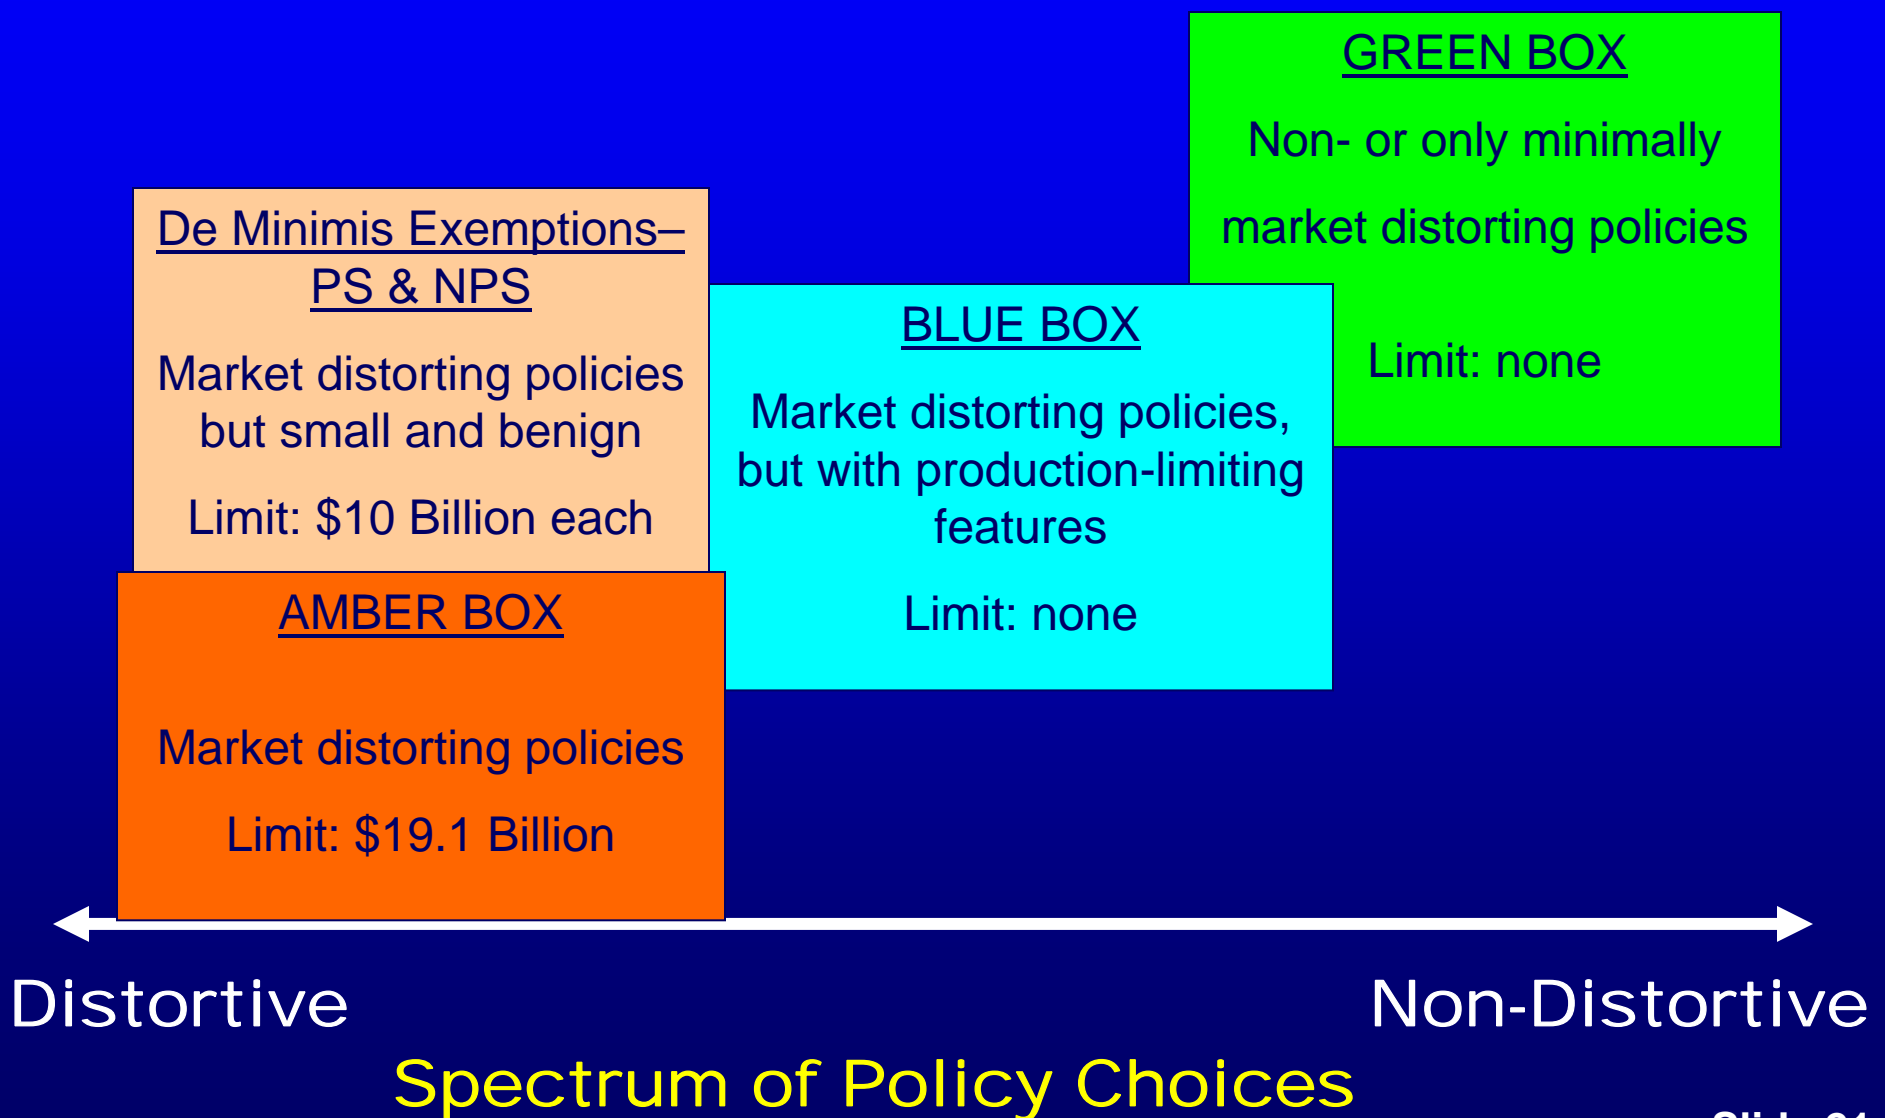 GREEN BOX
Non- or only minimally
market distorting policies
Limit: none
De Minimis Exemptions–
PS & NPS
Market distorting policies
but small and benign
Limit: $10 Billion each
BLUE BOX
Market distorting policies,
but with production-limiting
features
Limit: none
AMBER BOX
Market distorting policies
Limit: $19.1 Billion
Distortive
Non-Distortive
Spectrum of Policy Choices